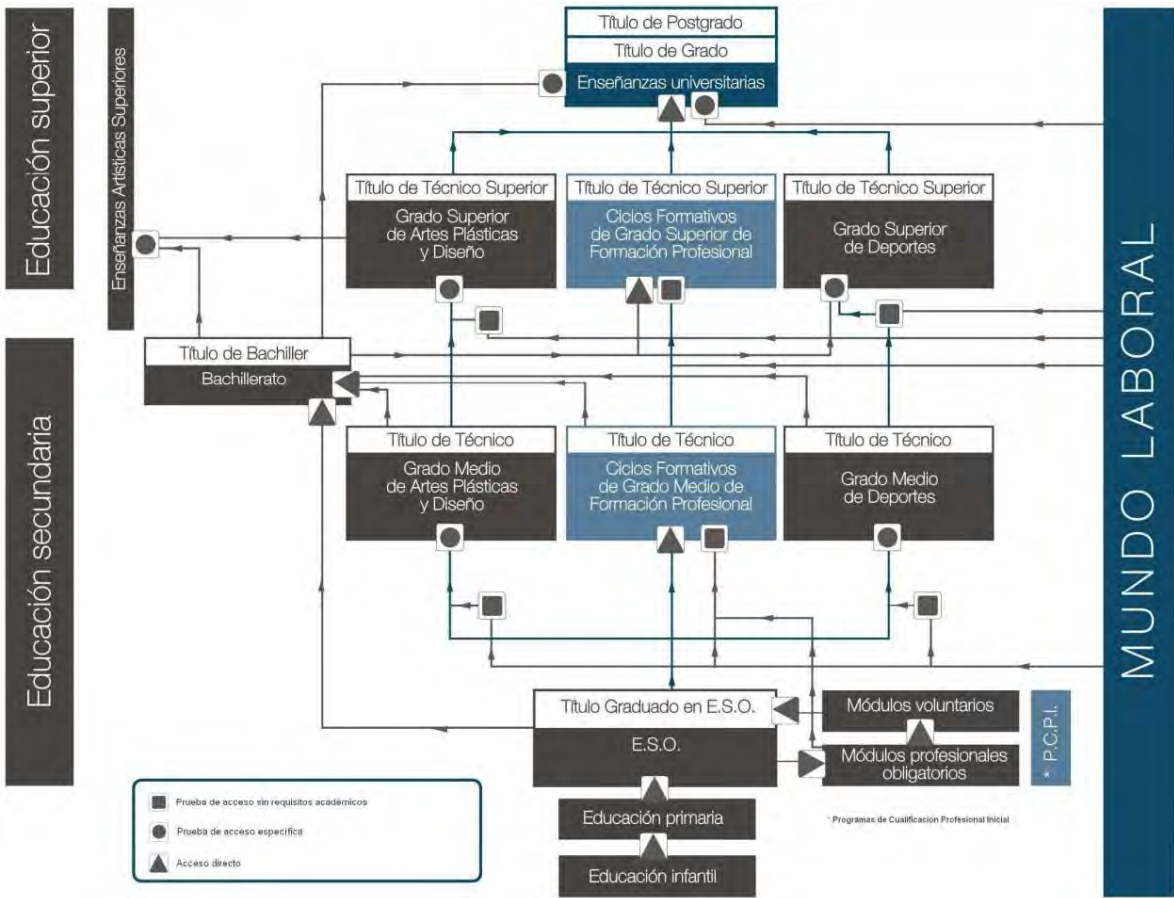 Educación superior
Enseñanzas Artísticas Superiores
Título de Postgrado
Título de Grado
Enseñanzas universitarias
Título de Técnico Superior
Grado Superior
de Artes Plásticas
y Diseño
Título de Técnico Superior
Ciclos Formativos
de Grado Superior de
Formación Profesional
Título de Técnico Superior
Grado Superior
de Deportes
MUNDO LABORAL
Educación secundaria
Título de Bachiller
Bachillerato
Título de Técnico
Grado Medio
de Artes Plásticas
y Diseño
Título de Técnico
Ciclos Formativos
de Grado Medio de
Formación Profesional
Título de Técnico
Grado Medio
de Deportes
Título Graduado en E.S.O.
E.S.O.
Módulos voluntarios
Módulos profesionales
obligatorios
* P.C.P.I.
Educación primaria
Educación infantil
* Programas de Cualificación Profesional Inicial
Prueba de acceso sin requisitos académicos
Prueba de acceso específica
Acceso directo